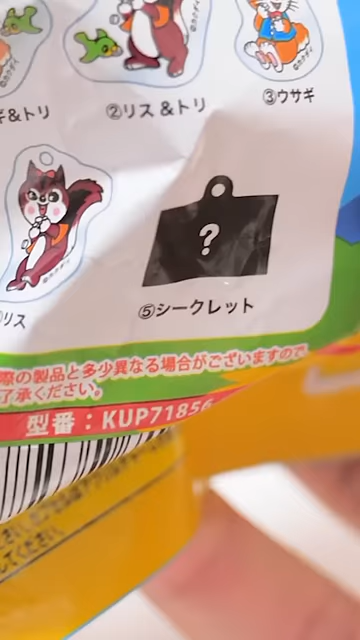 &トリ
②リス&トリ
③ウサギ
リス
?
⑤シークレット
際の製品と多少異なる場合がございますので
了承ください。
型番：KUP71856